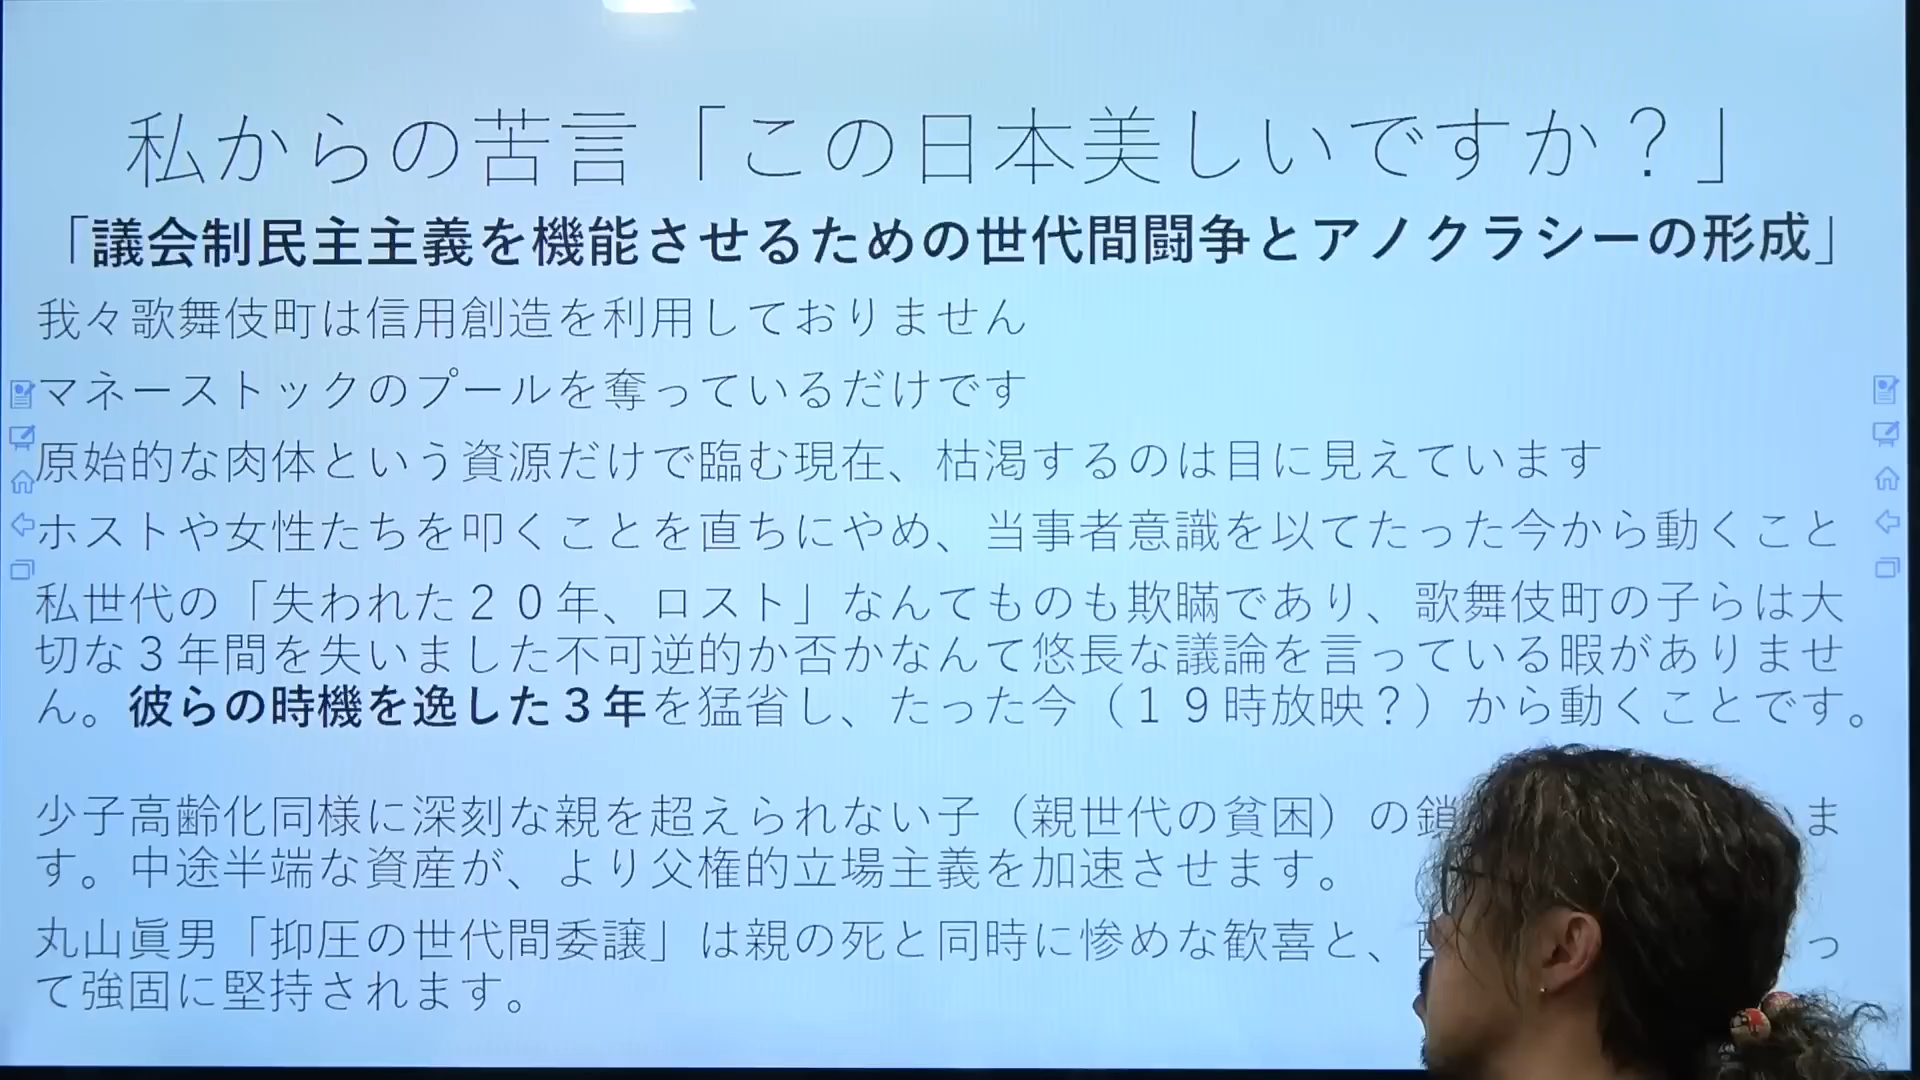 私からの苦言「この日本美しいですか？」
「議会制民主主義を機能させるための世代間闘争とアノクラシーの形成」
我々歌舞伎町は信用創造を利用しておりません
マネーストックのプールを奪っているだけです
原始的な肉体という資源だけで臨む現在、枯渇するのは目に見えています
ホストや女性たちを叩くことを直ちにやめ、当事者意識を以てたった今から動くこと
私世代の「失われた２０年、ロスト」なんてものも欺瞞であり、歌舞伎町の子らは大
切な３年間を失いました不可逆的か否かなんて悠長な議論を言っている暇がありませ
ん。彼らの時機を逸した３年を猛省し、たった今（１９時放映？）から動くことです。
少子高齢化同様に深刻な親を超えられない子（親世代の貧困）の鎖 いま
す。中途半端な資産が、より父権的立場主義を加速させます。
丸山眞男「抑圧の世代間委譲」は親の死と同時に惨めな歓喜と、 っ
て強固に堅持されます。